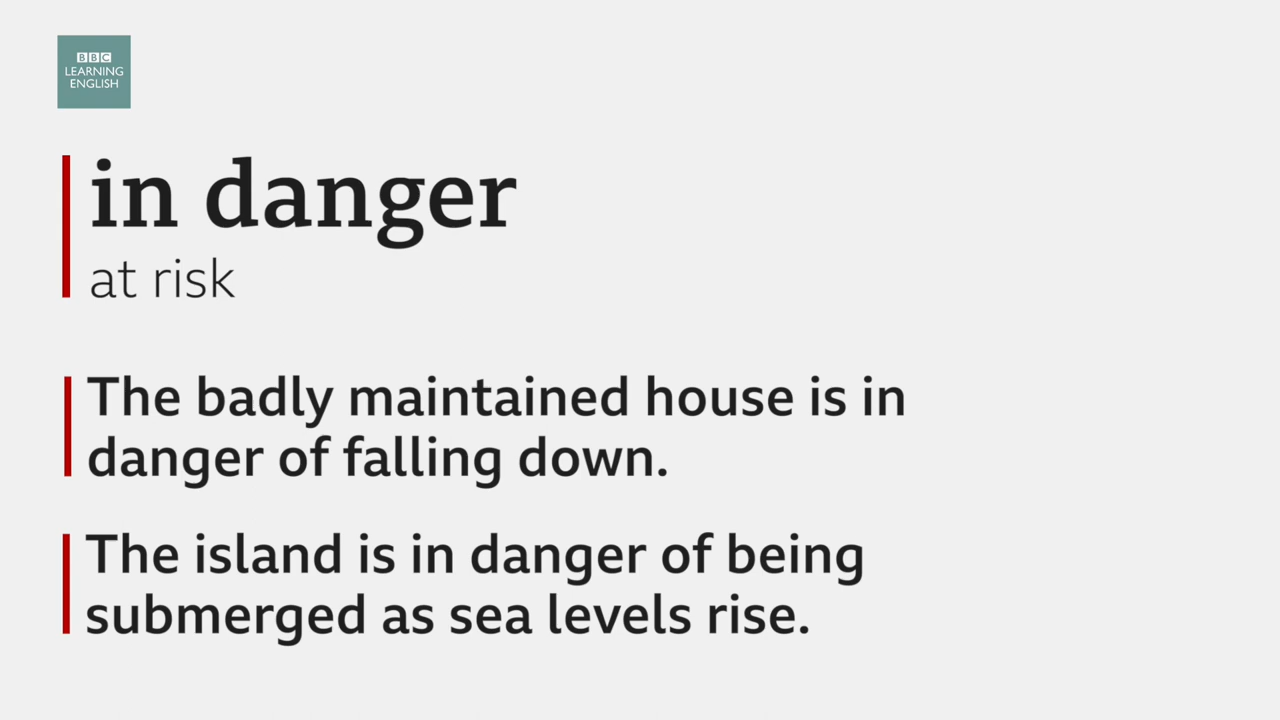 BBC
LEARNING
ENGLISH
in danger
at risk
The badly maintained house is in
danger of falling down.
The island is in danger of being
submerged as sea levels rise.